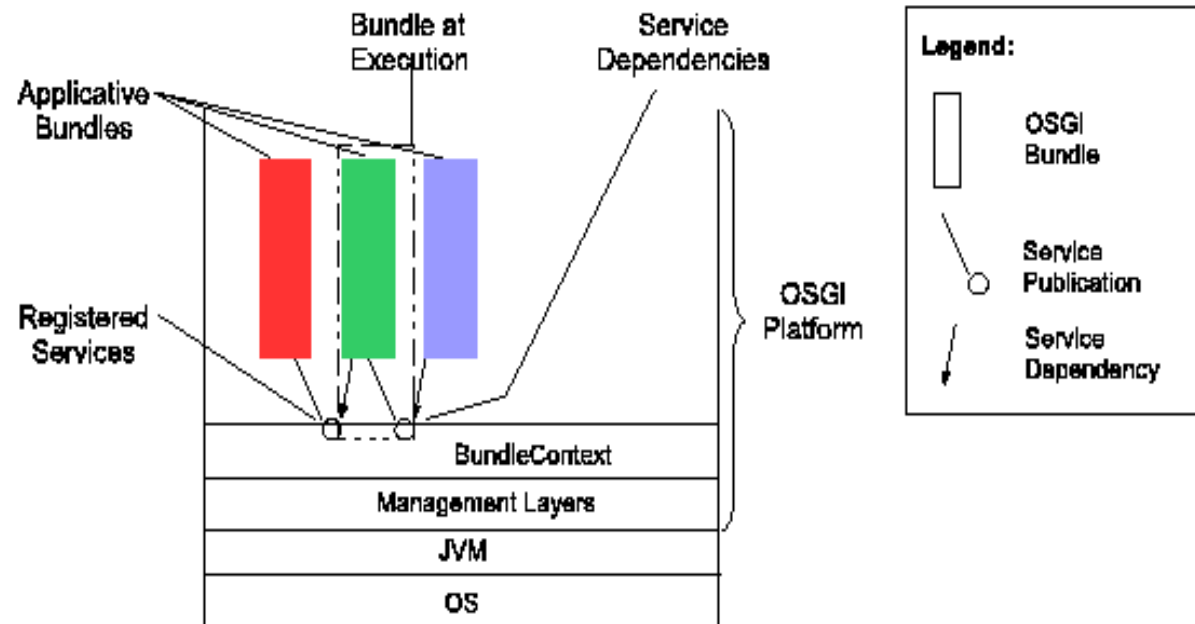 Bundle at
Execution
Service
Dependencies
Applicative
Bundles
Registered
Services
BundleContext
Management Layers
JVM
OS
OSGI
Platform
Legend:
OSGI
Bundle
Service
Publication
Service
Dependency